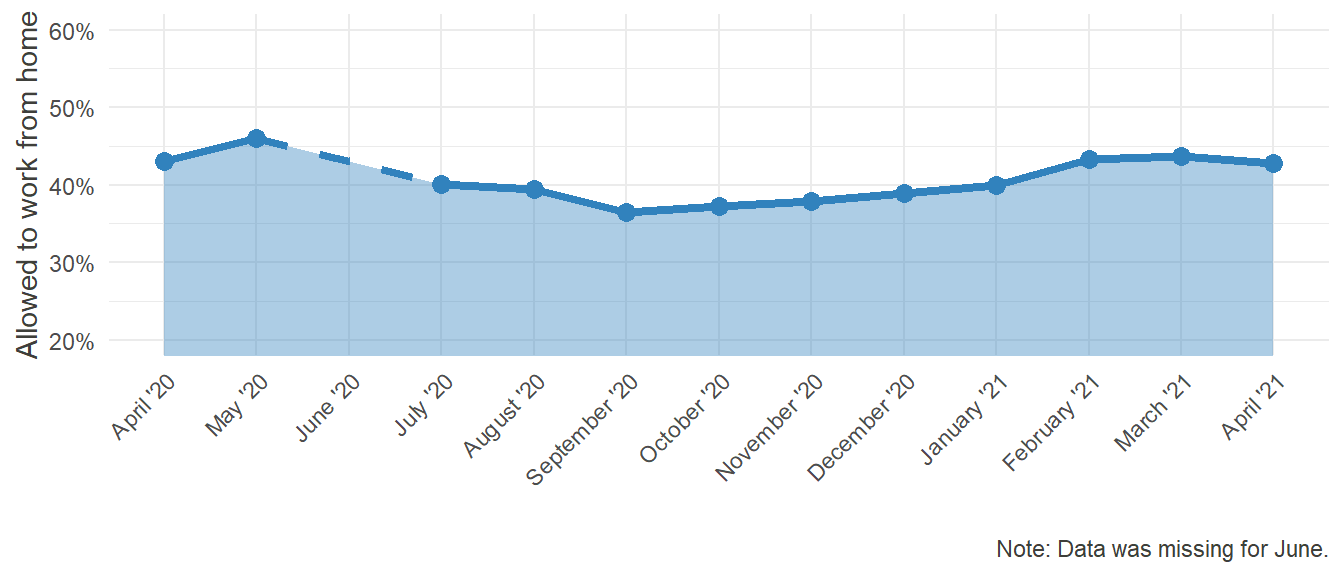 Allowed to work from home
60%
50%
40%
30%
20%
April '20
May '20
June '20
July '20
August '20
September '20
October '20
November '20
December '20
January '21
February '21
March '21
April '21
Note: Data was missing for June.